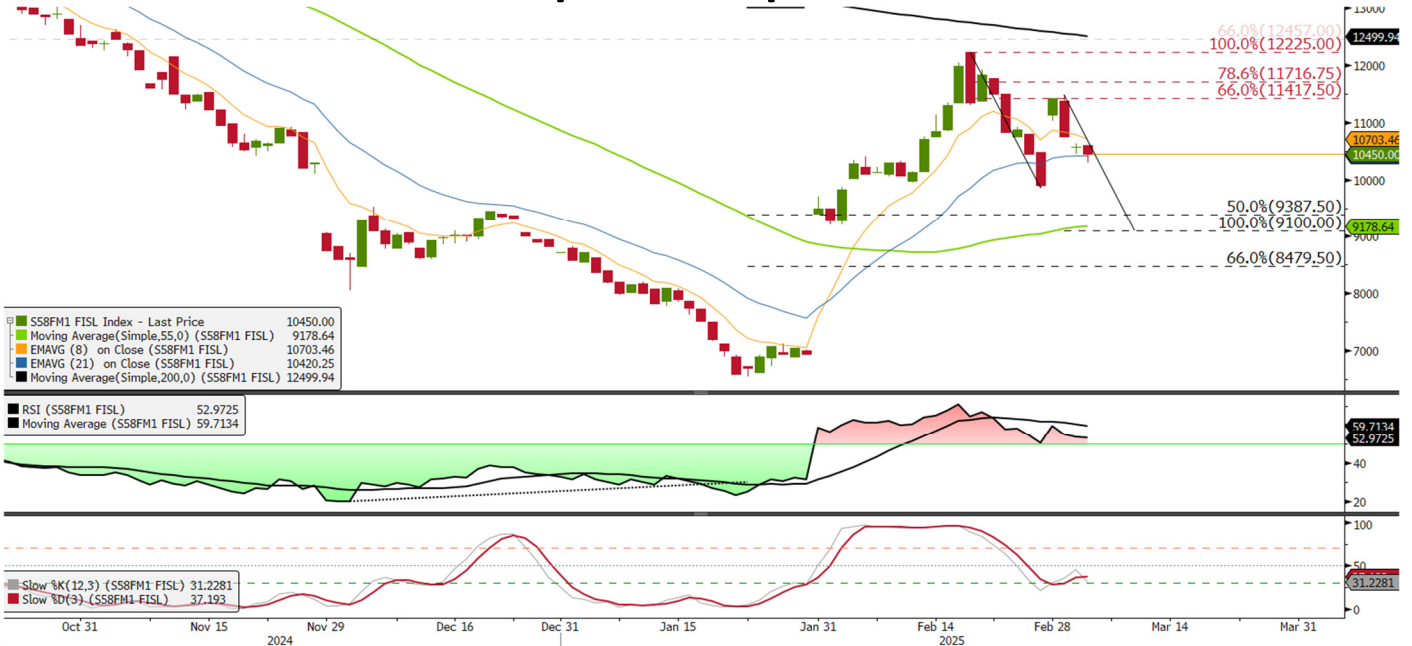 13000
66.0%(12457.00)
12499.94
100.0%(12225.00)
12000
78.6%(11716.75)
66.0%(11417.50)
11000
10703.46
10450.00
10000
50.0%(9387.50)
100.0%(9100.00)
9178.64
9000
66.0%(8479.50)
8000
7000
S58FM1 FISL Index - Last Price 10450.00
Moving Average(Simple,55,0) (S58FM1 FISL) 9178.64
EMAVG (8) on Close (S58FM1 FISL) 10703.46
EMAVG (21) on Close (S58FM1 FISL) 10420.25
Moving Average(Simple,200,0) (S58FM1 FISL) 12499.94
RSI (S58FM1 FISL) 52.9725
Moving Average (S58FM1 FISL) 59.7134
59.7134
52.9725
40
20
100
50
31.2281
0
Slow %K(12,3) (S58FM1 FISL) 31.2281
Slow %D(3) (S58FM1 FISL) 37.193
Oct 31 Nov 15 Nov 29 Dec 16 Dec 31 Jan 15 Jan 31 Feb 14 Feb 28 Mar 14 Mar 31
2024 2025